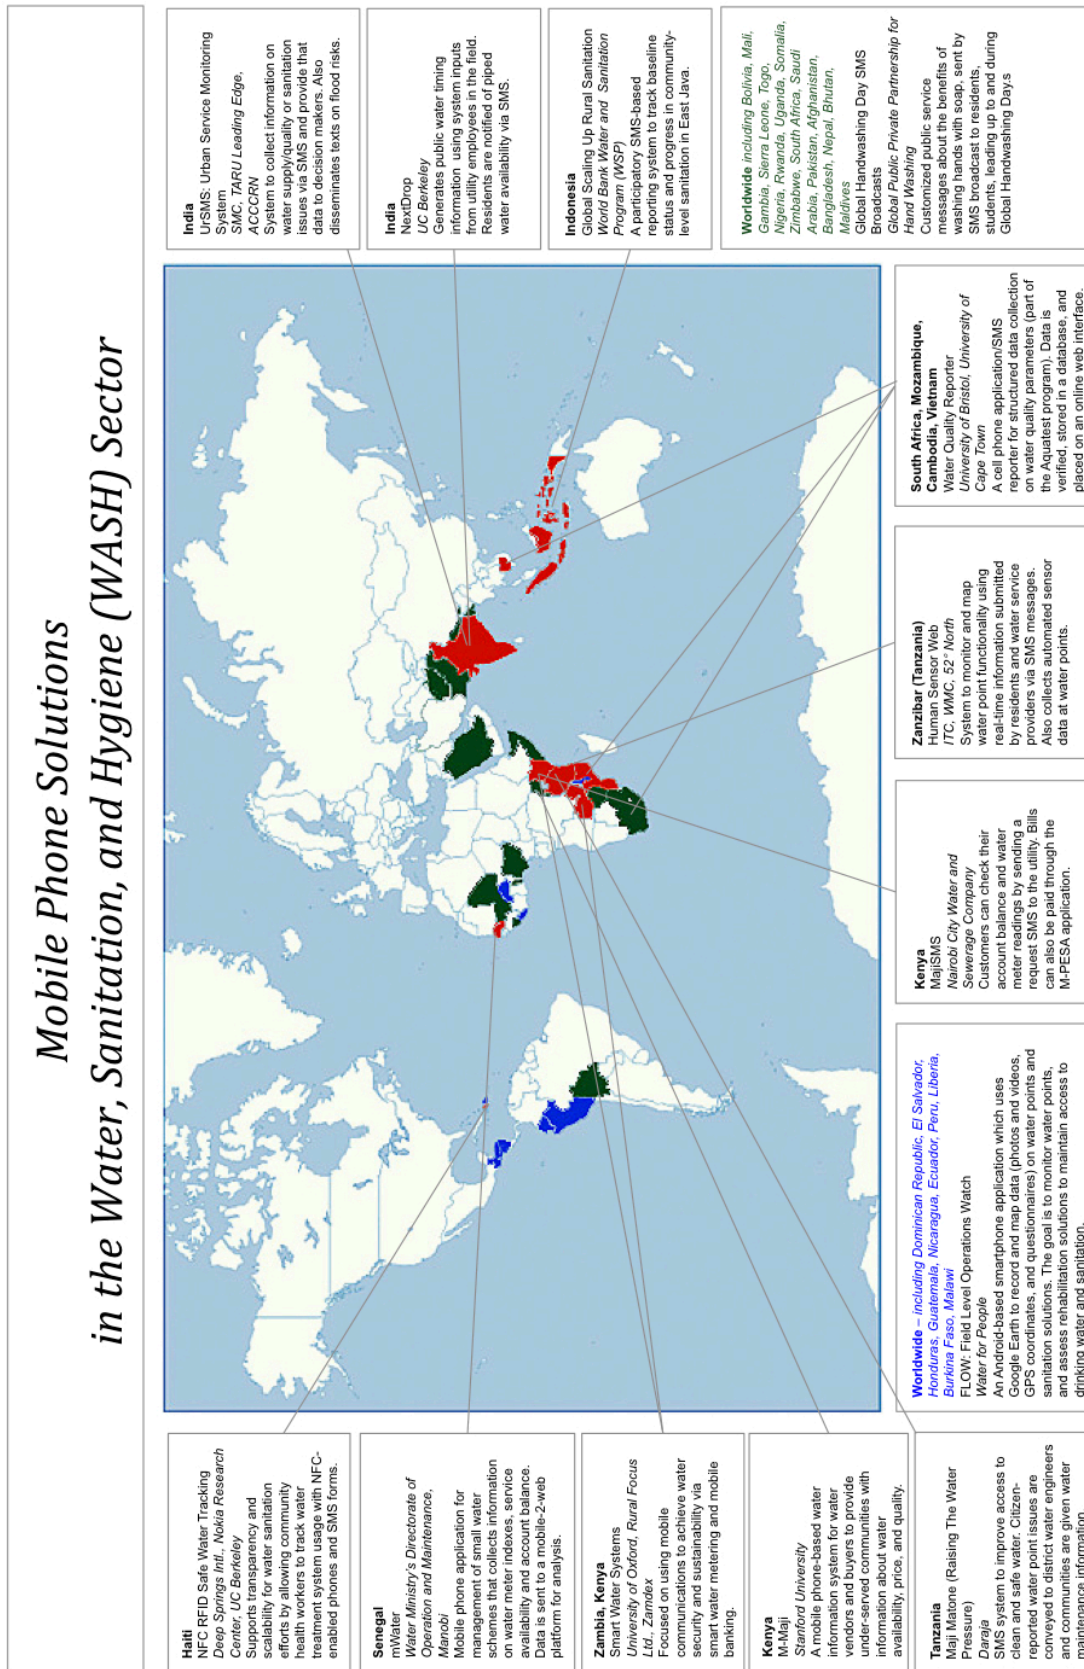 Mobile Phone Solutions
in the Water, Sanitation, and Hygiene (WASH) Sector
Haiti
NFC RFID Safe Water Tracking
Deep Springs Intl., Nokia Research
Center, UC Berkeley
Supports transparency and
scalability for water sanitation
efforts by allowing community
health workers to track water
treatment system usage with NFC-
enabled phones and SMS forms.
Senegal
mWater
Water Ministry's Directorate of
Operation and Maintenance,
Manobi
Mobile phone application for
management of small water
schemes that collects information
on water meter indexes, service
availability and account balance.
Data is sent to a mobile-2-web
platform for analysis.
Zambia, Kenya
Smart Water Systems
University of Oxford, Rural Focus
Ltd., Zamdex
Focused on using mobile
communications to achieve water
security and sustainability via
smart water metering and mobile
banking.
Kenya
M-Maji
Stanford University
A mobile phone-based water
information system for water
vendors and buyers to provide
under-served communities with
information about water
availability, price, and quality.
Tanzania
Maji Matone (Raising The Water
Pressure)
Daraja
SMS system to improve access to
clean and safe water. Citizen-
reported water point issues are
conveyed to district water engineers
and communities are given water
maintenance information.
Worldwide – including Dominican Republic, El Salvador,
Honduras, Guatemala, Nicaragua, Ecuador, Peru, Liberia,
Burkina Faso, Malawi
FLOW: Field Level Operations Watch
Water for People
An Android-based smartphone application which uses
Google Earth to record and map data (photos and videos,
GPS coordinates, and questionnaires) on water points and
sanitation solutions. The goal is to monitor water points,
and assess rehabilitation solutions to maintain access to
drinking water and sanitation.
Kenya
MajiSMS
Nairobi City Water and
Sewerage Company
Customers can check their
account balance and water
meter readings by sending a
request SMS to the utility. Bills
can also be paid through the
M-PESA application.
Zanzibar (Tanzania)
Human Sensor Web
ITC, WMC, 52° North
System to monitor and map
water point functionality using
real-time information submitted
by residents and water service
providers via SMS messages.
Also collects automated sensor
data at water points.
South Africa, Mozambique,
Cambodia, Vietnam
Water Quality Reporter
University of Bristol, University of
Cape Town
A cell phone application/SMS
reporter for structured data collection
on water quality parameters (part of
the Aquatest program). Data is
verified, stored in a database, and
placed on an online web interface.
India
UrSMS: Urban Service Monitoring
System
SMC, TARU Leading Edge,
ACCCRN
System to collect information on
water supply/quality or sanitation
issues via SMS and provide that
data to decision makers. Also
disseminates texts on flood risks.
India
NextDrop
UC Berkeley
Generates public water timing
information using system inputs
from utility employees in the field.
Residents are notified of piped
water availability via SMS.
Indonesia
Global Scaling Up Rural Sanitation
World Bank Water and Sanitation
Program (WSP)
A participatory SMS-based
reporting system to track baseline
status and progress in community-
level sanitation in East Java.
Worldwide including Bolivia, Mali,
Gambia, Sierra Leone, Togo,
Nigeria, Rwanda, Uganda, Somalia,
Zimbabwe, South Africa, Saudi
Arabia, Pakistan, Afghanistan,
Bangladesh, Nepal, Bhutan,
Maldives
Global Handwashing Day SMS
Broadcasts
Global Public Private Partnership for
Hand Washing
Customized public service
messages about the benefits of
washing hands with soap, sent by
SMS broadcast to residents,
students, leading up to and during
Global Handwashing Day,s